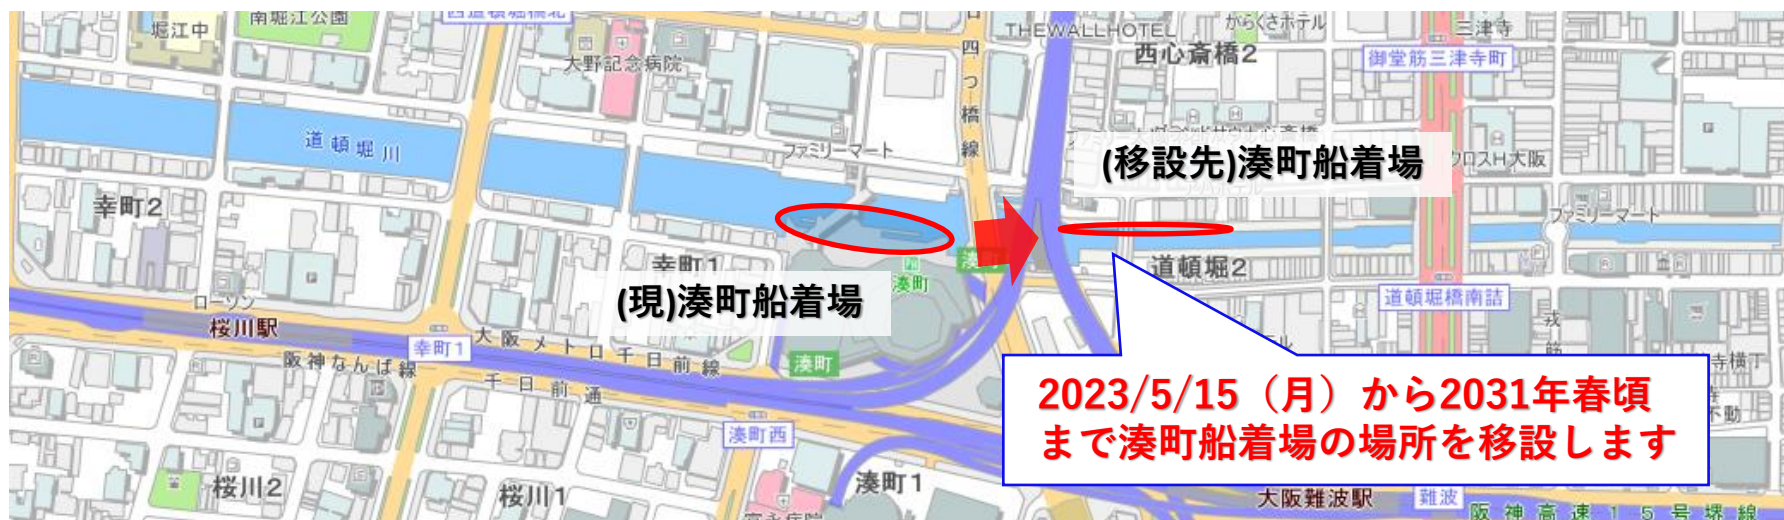 堀江中
南堀江公園
大野記念病院
四つ橋線
THEWALLHOTEL
からくさホテル
西心斎橋2
三津寺
御堂筋三津寺町
道頓堀川
ファミリーマート
(移設先)湊町船着場
クロスH大阪
幸町2
ファミリーマート
幸町1
湊町
湊町
道頓堀2
(現)湊町船着場
道頓堀橋南詰
ローソン
桜川駅
幸町1
大阪メトロ千日前線
阪神なんば線
湊町
戎
筋
千日前通
2023/5/15（月）から2031年春頃
まで湊町船着場の場所を移設します
寺横丁
不動
湊町西
桜川2
桜川1
湊町1
大阪難波駅
難波
阪神高速15号堺線